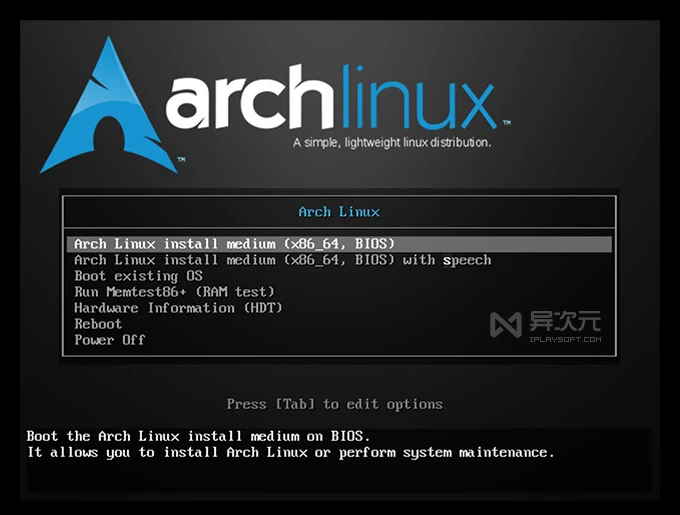 archlinux™
A simple, lightweight linux distribution.
™
Arch Linux
Arch Linux install medium (x86_64, BIOS)
Arch Linux install medium (x86_64, BIOS) with speech
Boot existing OS
Run Memtest86+ (RAM test)
Hardware Information (HDT)
Reboot
Power Off
异次元
IPLAYSOFT.COM
Press [Tab] to edit options
Boot the Arch Linux install medium on BIOS.
It allows you to install Arch Linux or perform system maintenance.